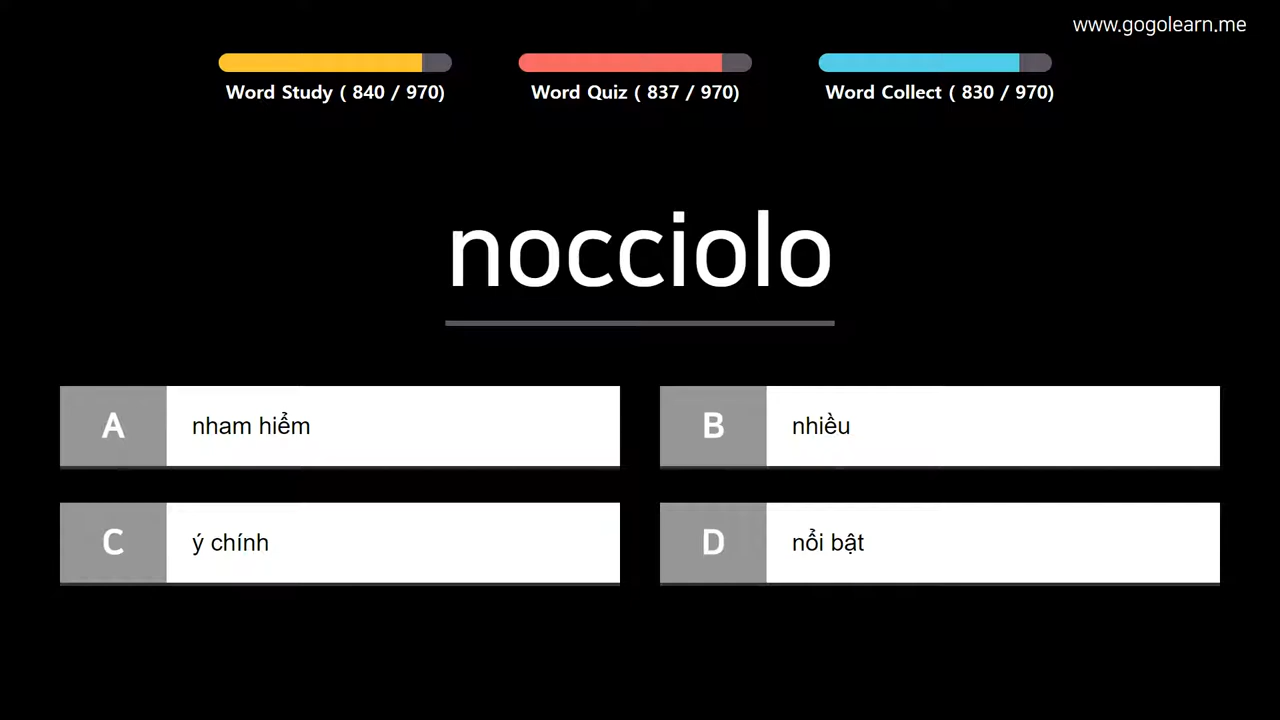 www.gogolearn.me
Word Study ( 840 / 970)
Word Quiz ( 837 / 970)
Word Collect ( 830 / 970)
nocciolo
A nham hiểm
B nhiều
C ý chính
D nổi bật